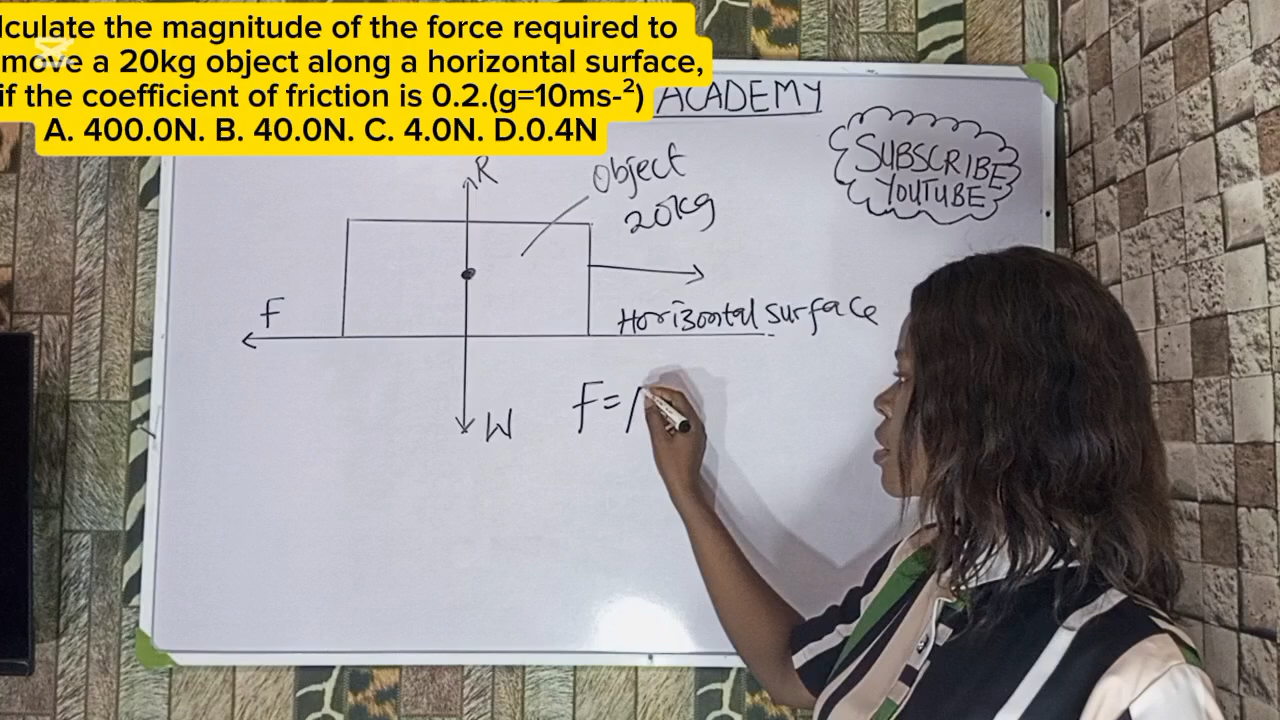 lculate the magnitude of the force required to
move a 20kg object along a horizontal surface,
if the coefficient of friction is 0.2.(g=10ms-²)
A. 400.0N. B. 40.0N. C. 4.0N. D.0.4N
ACADEMY
SUBSCRIBE
YOUTUBE
R
Object
20kg
F
Horizontal surface
W
F=